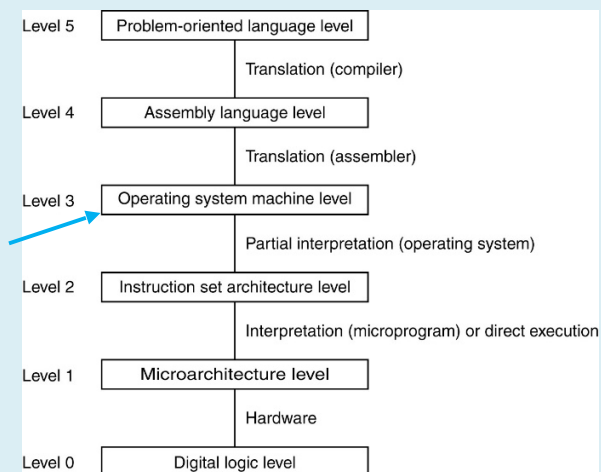 Level 5 Problem-oriented language level
Translation (compiler)
Level 4 Assembly language level
Translation (assembler)
Level 3 Operating system machine level
Partial interpretation (operating system)
Level 2 Instruction set architecture level
Interpretation (microprogram) or direct execution
Level 1 Microarchitecture level
Hardware
Level 0 Digital logic level